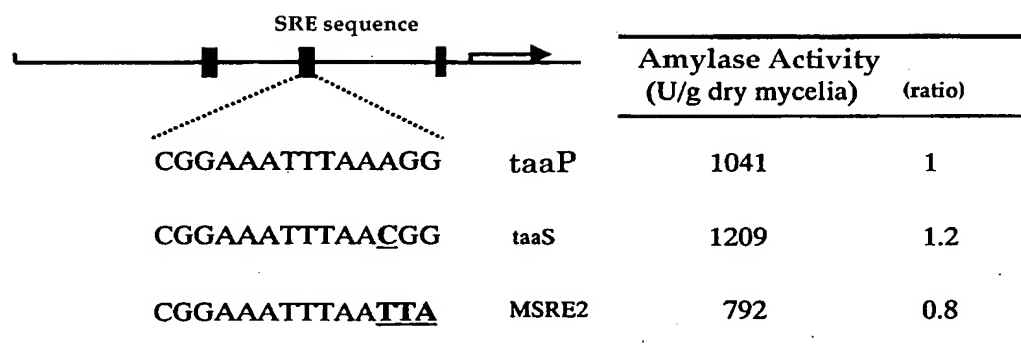 SRE sequence
Amylase Activity
(U/g dry mycelia) (ratio)
CGGAAATTTAAAGG taaP 1041 1
CGGAAATTTAACGG taaS 1209 1.2
CGGAAATTTAATTA MSRE2 792 0.8